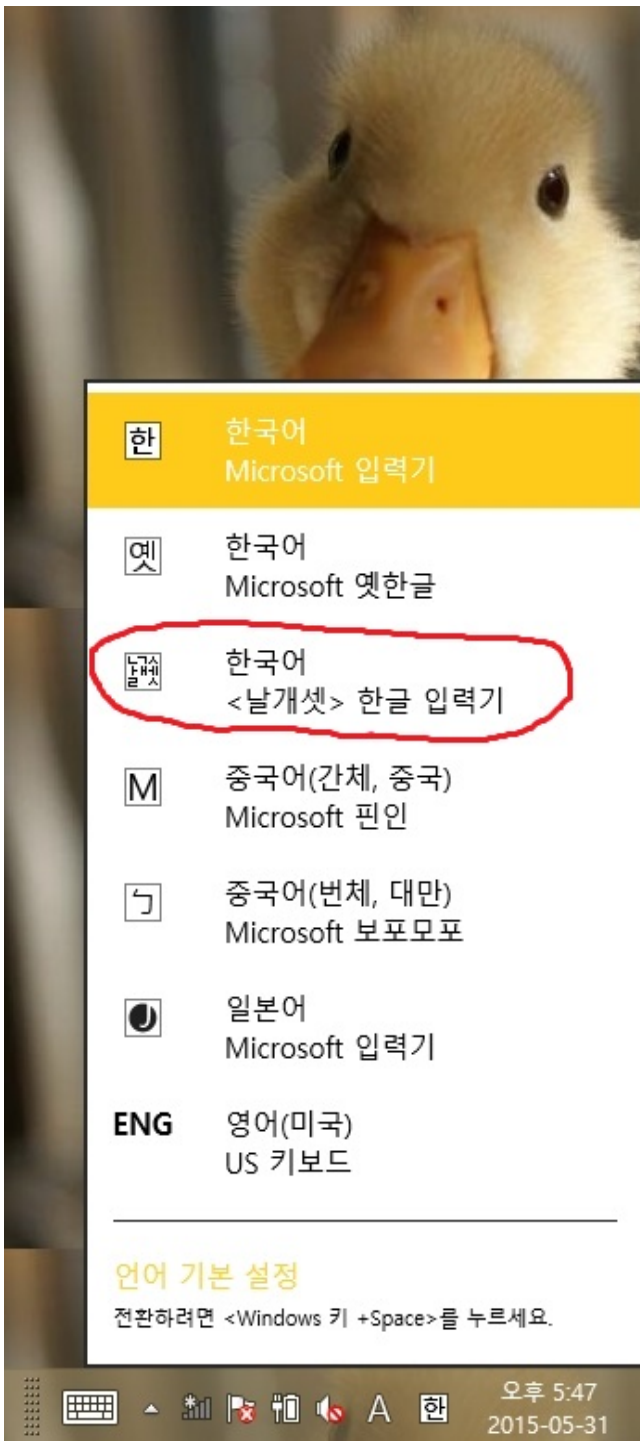 한 한국어
Microsoft 입력기
옛 한국어
Microsoft 옛한글
날개셋 한국어
<날개셋> 한글 입력기
M 중국어(간체, 중국)
Microsoft 핀인
ㄅ 중국어(번체, 대만)
Microsoft 보포모포
J 일본어
Microsoft 입력기
ENG 영어(미국)
US 키보드
언어 기본 설정
전환하려면 <Windows 키 +Space>를 누르세요.
A 한 오후 5:47
2015-05-31